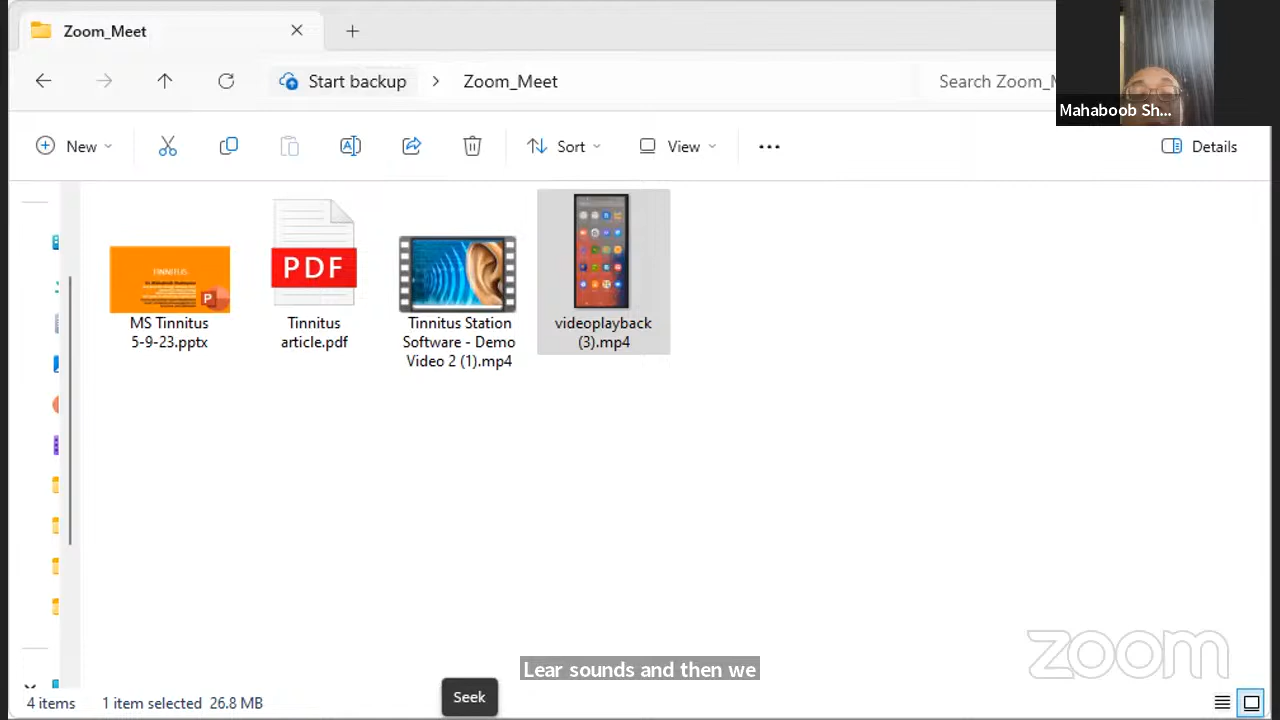 Zoom_Meet
Start backup
Zoom_Meet
Search Zoom_M
Mahaboob Sh...
New
Sort
View
Details
TINNITUS
PDF
P
MS Tinnitus
5-9-23.pptx
Tinnitus
article.pdf
Tinnitus Station
Software - Demo
Video 2 (1).mp4
videoplayback
(3).mp4
Lear sounds and then we
zoom
4 items
1 item selected 26.8 MB
Seek